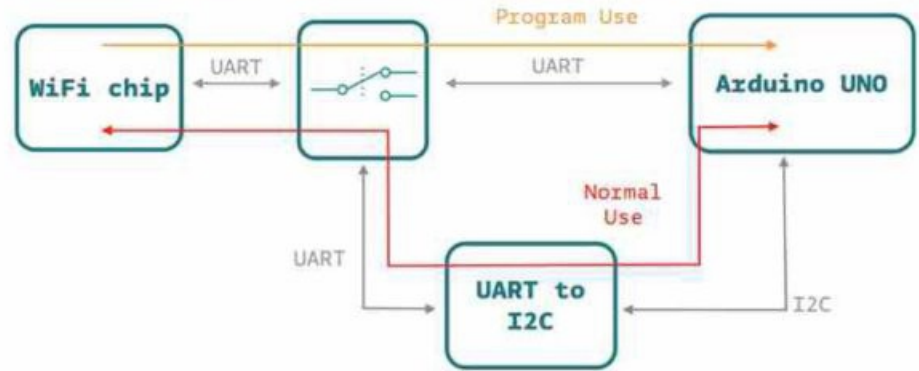 Program Use
UART
UART
WiFi chip
Arduino UNO
Normal
Use
UART
UART to
I2C
I2C